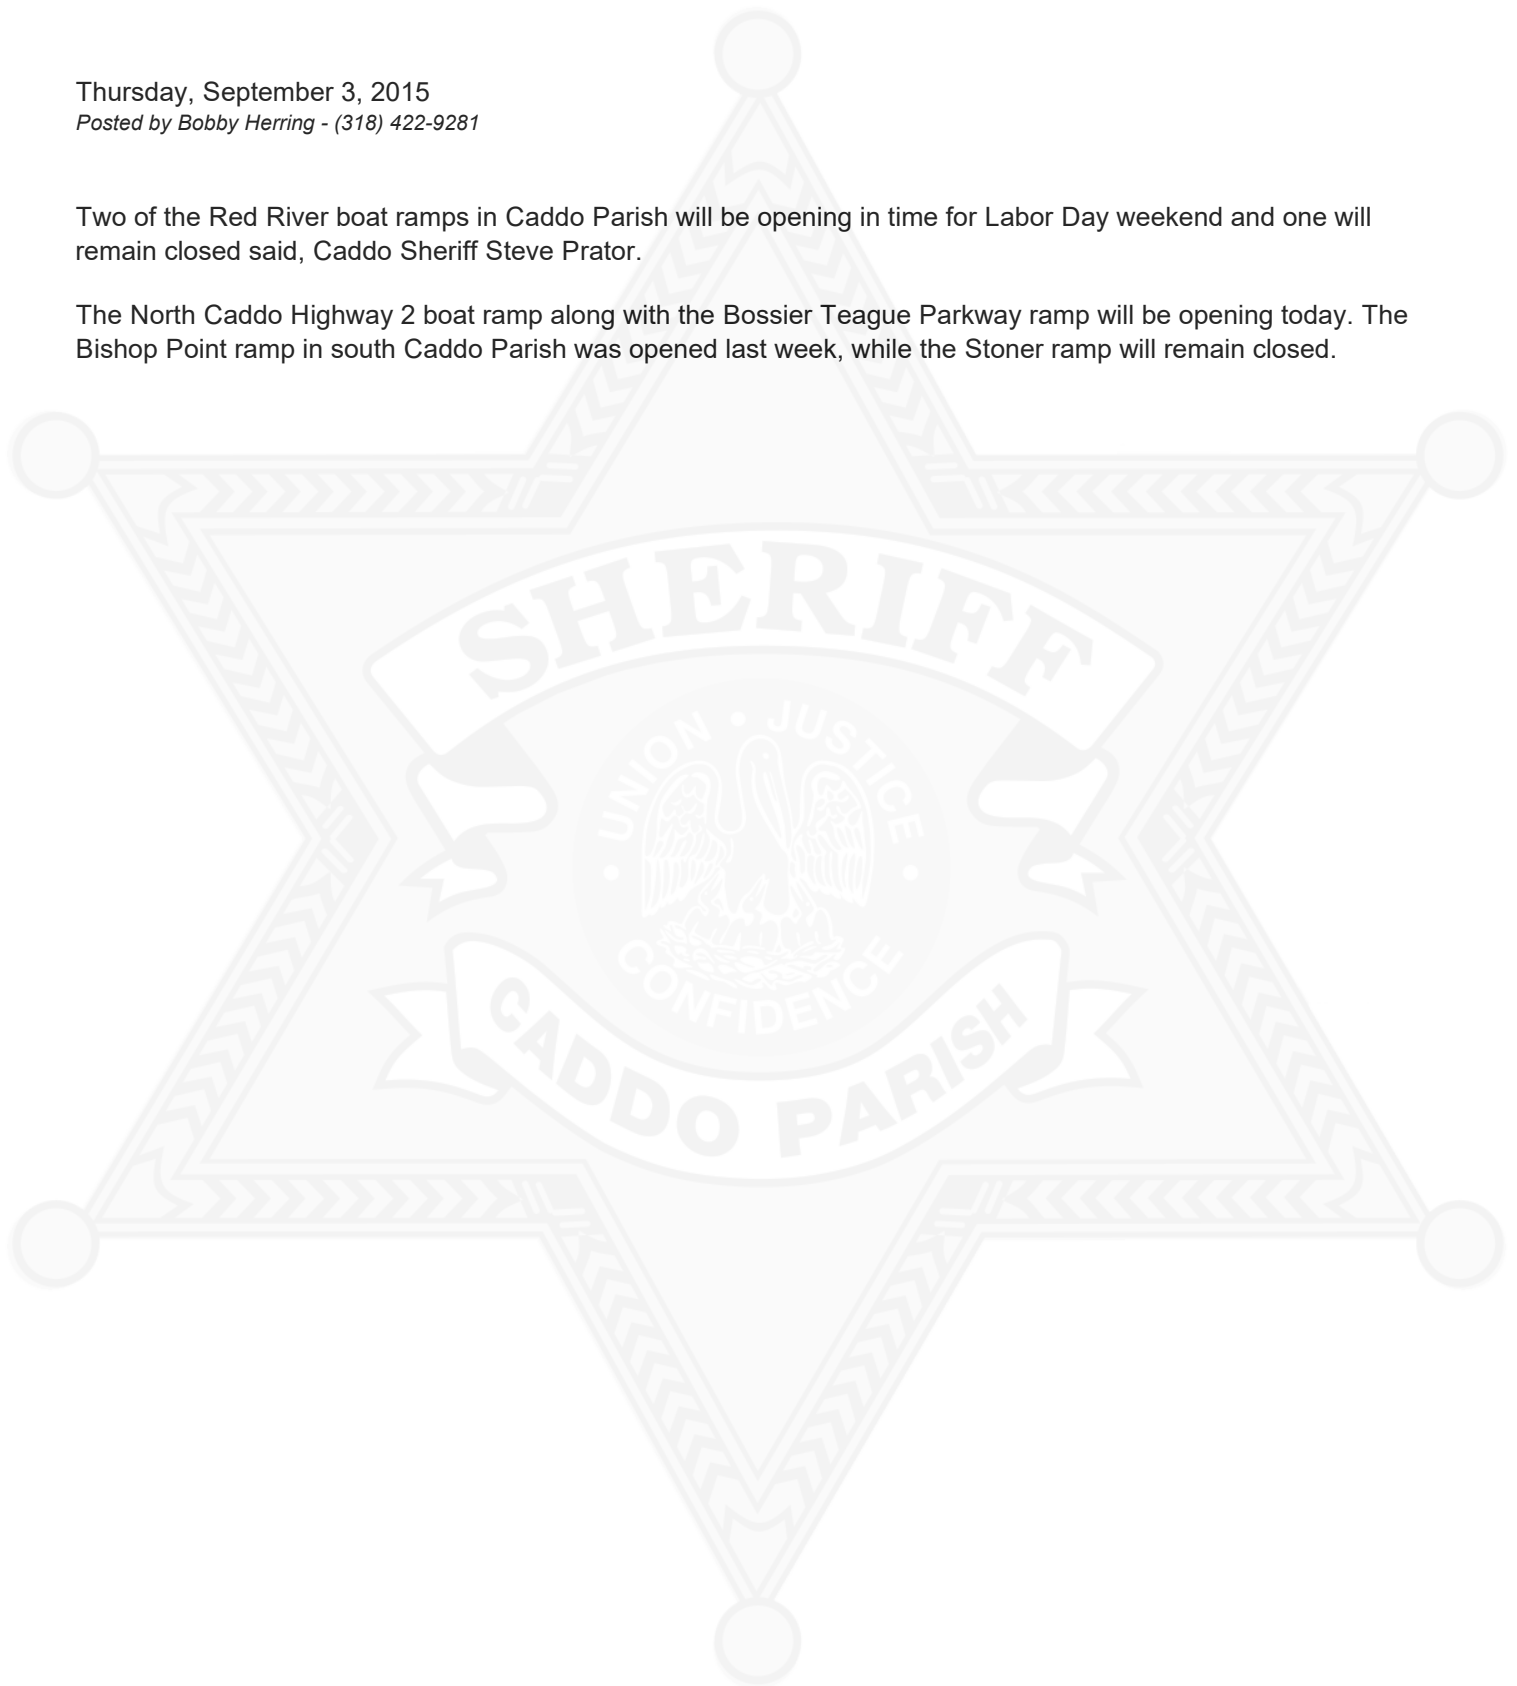 Thursday, September 3, 2015
Posted by Bobby Herring - (318) 422-9281
Two of the Red River boat ramps in Caddo Parish will be opening in time for Labor Day weekend and one will
remain closed said, Caddo Sheriff Steve Prator.
The North Caddo Highway 2 boat ramp along with the Bossier Teague Parkway ramp will be opening today. The
Bishop Point ramp in south Caddo Parish was opened last week, while the Stoner ramp will remain closed.
SHERIFF
UNION • JUSTICE
• CONFIDENCE •
CADDO PARISH